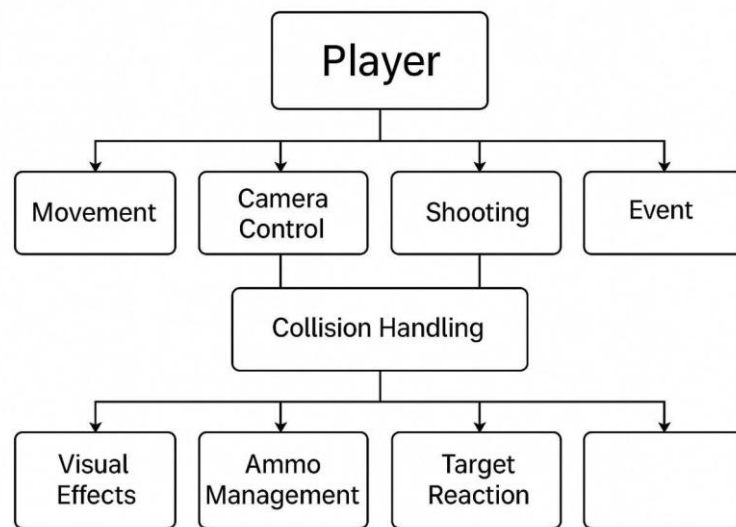 Player
Movement
Camera
Control
Shooting
Event
Collision Handling
Visual
Effects
Ammo
Management
Target
Reaction